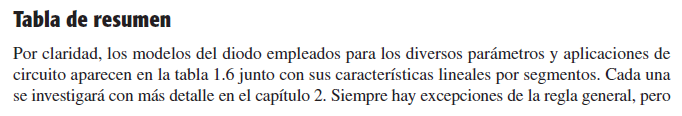 Tabla de resumen
Por claridad, los modelos del diodo empleados para los diversos parámetros y aplicaciones de
circuito aparecen en la tabla 1.6 junto con sus características lineales por segmentos. Cada una
se investigará con más detalle en el capítulo 2. Siempre hay excepciones de la regla general, pero